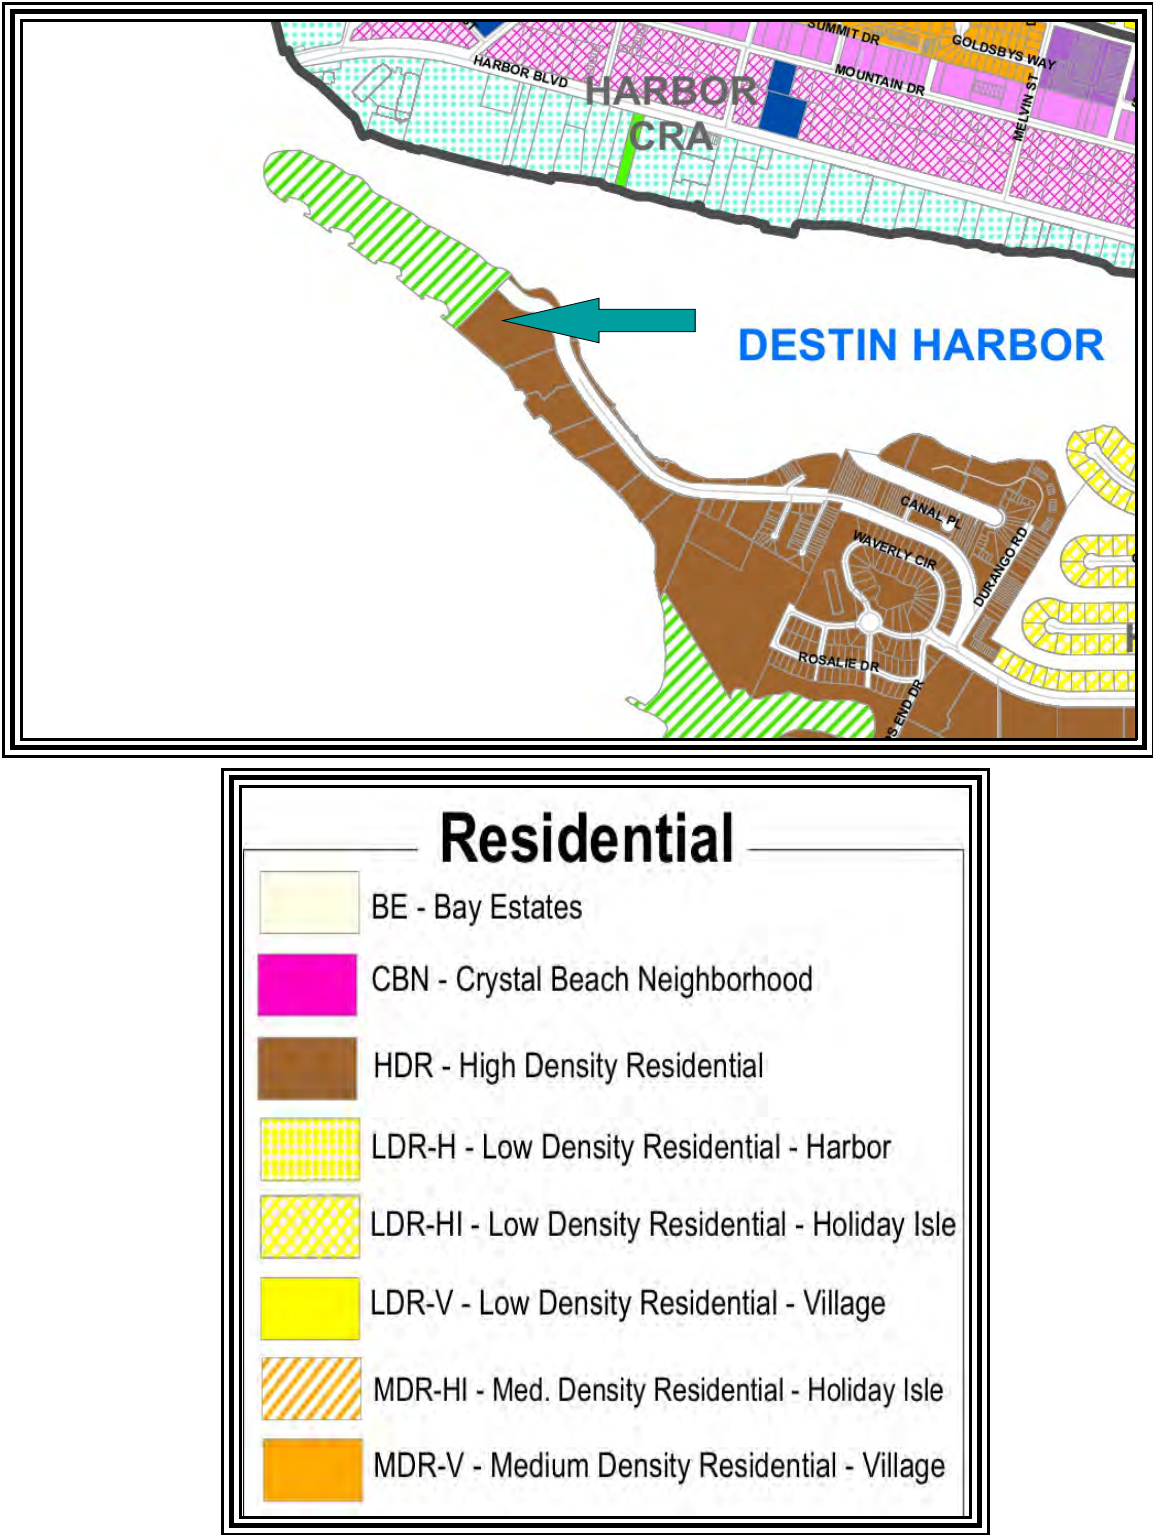 SUMMIT DR
GOLDSBYS WAY
HARBOR BLVD
MOUNTAIN DR
MELVIN ST
HARBOR
CRA
DESTIN HARBOR
CANAL PL
WAVERLY CIR
DURANGO RD
ROSALIE DR
END DR
Residential
BE - Bay Estates
CBN - Crystal Beach Neighborhood
HDR - High Density Residential
LDR-H - Low Density Residential - Harbor
LDR-HI - Low Density Residential - Holiday Isle
LDR-V - Low Density Residential - Village
MDR-HI - Med. Density Residential - Holiday Isle
MDR-V - Medium Density Residential - Village